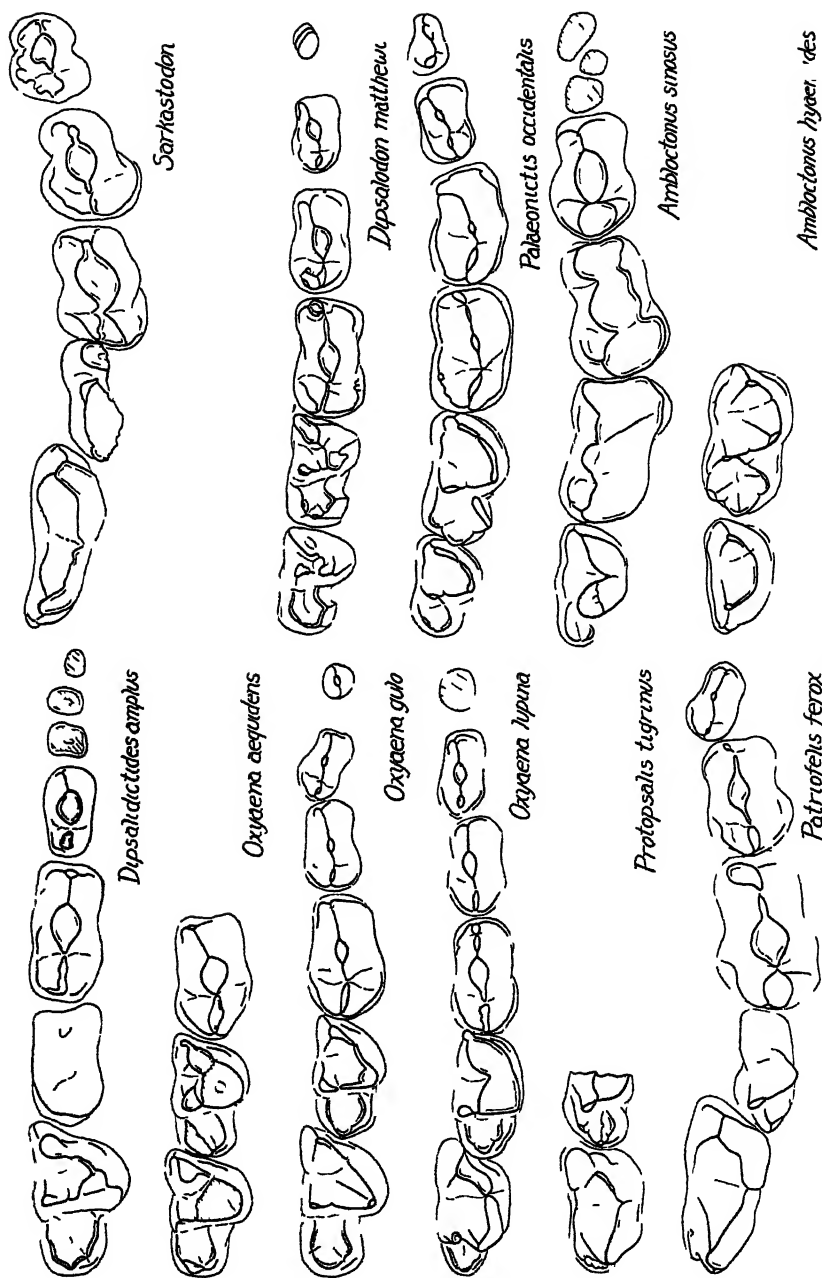 Sarkastodon
Dipsalodon matthewi
Palaeonictis occidentalis
Ambloctonus sinosus
Ambloctonus
Dipsalidictides amplus
Oxyaena aequidens
Oxyaena gulo
Oxyaena lupina
Protopsalis tigrinus
Patriofelis ferox